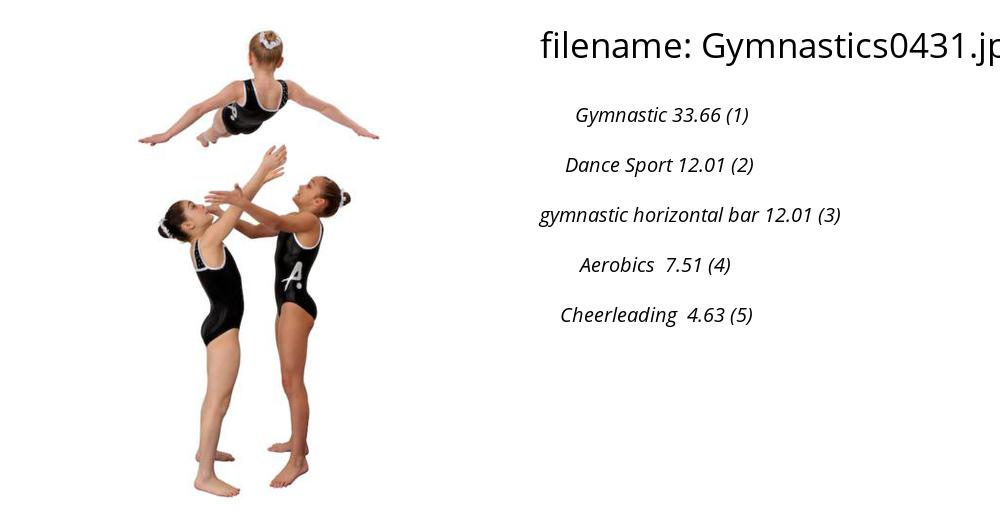 filename: Gymnastics0431.jp
Gymnastic 33.66 (1)
Dance Sport 12.01 (2)
gymnastic horizontal bar 12.01 (3)
Aerobics 7.51 (4)
Cheerleading 4.63 (5)